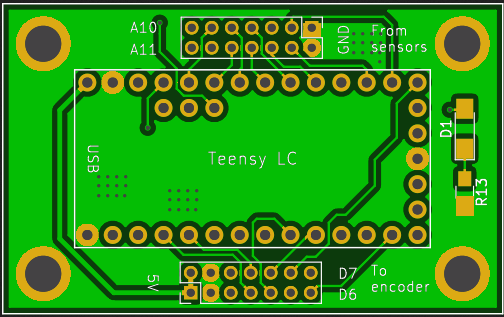 A10
A11
GND
From
sensors
D1
USB
Teensy LC
R13
5V
D7
D6
To
encoder